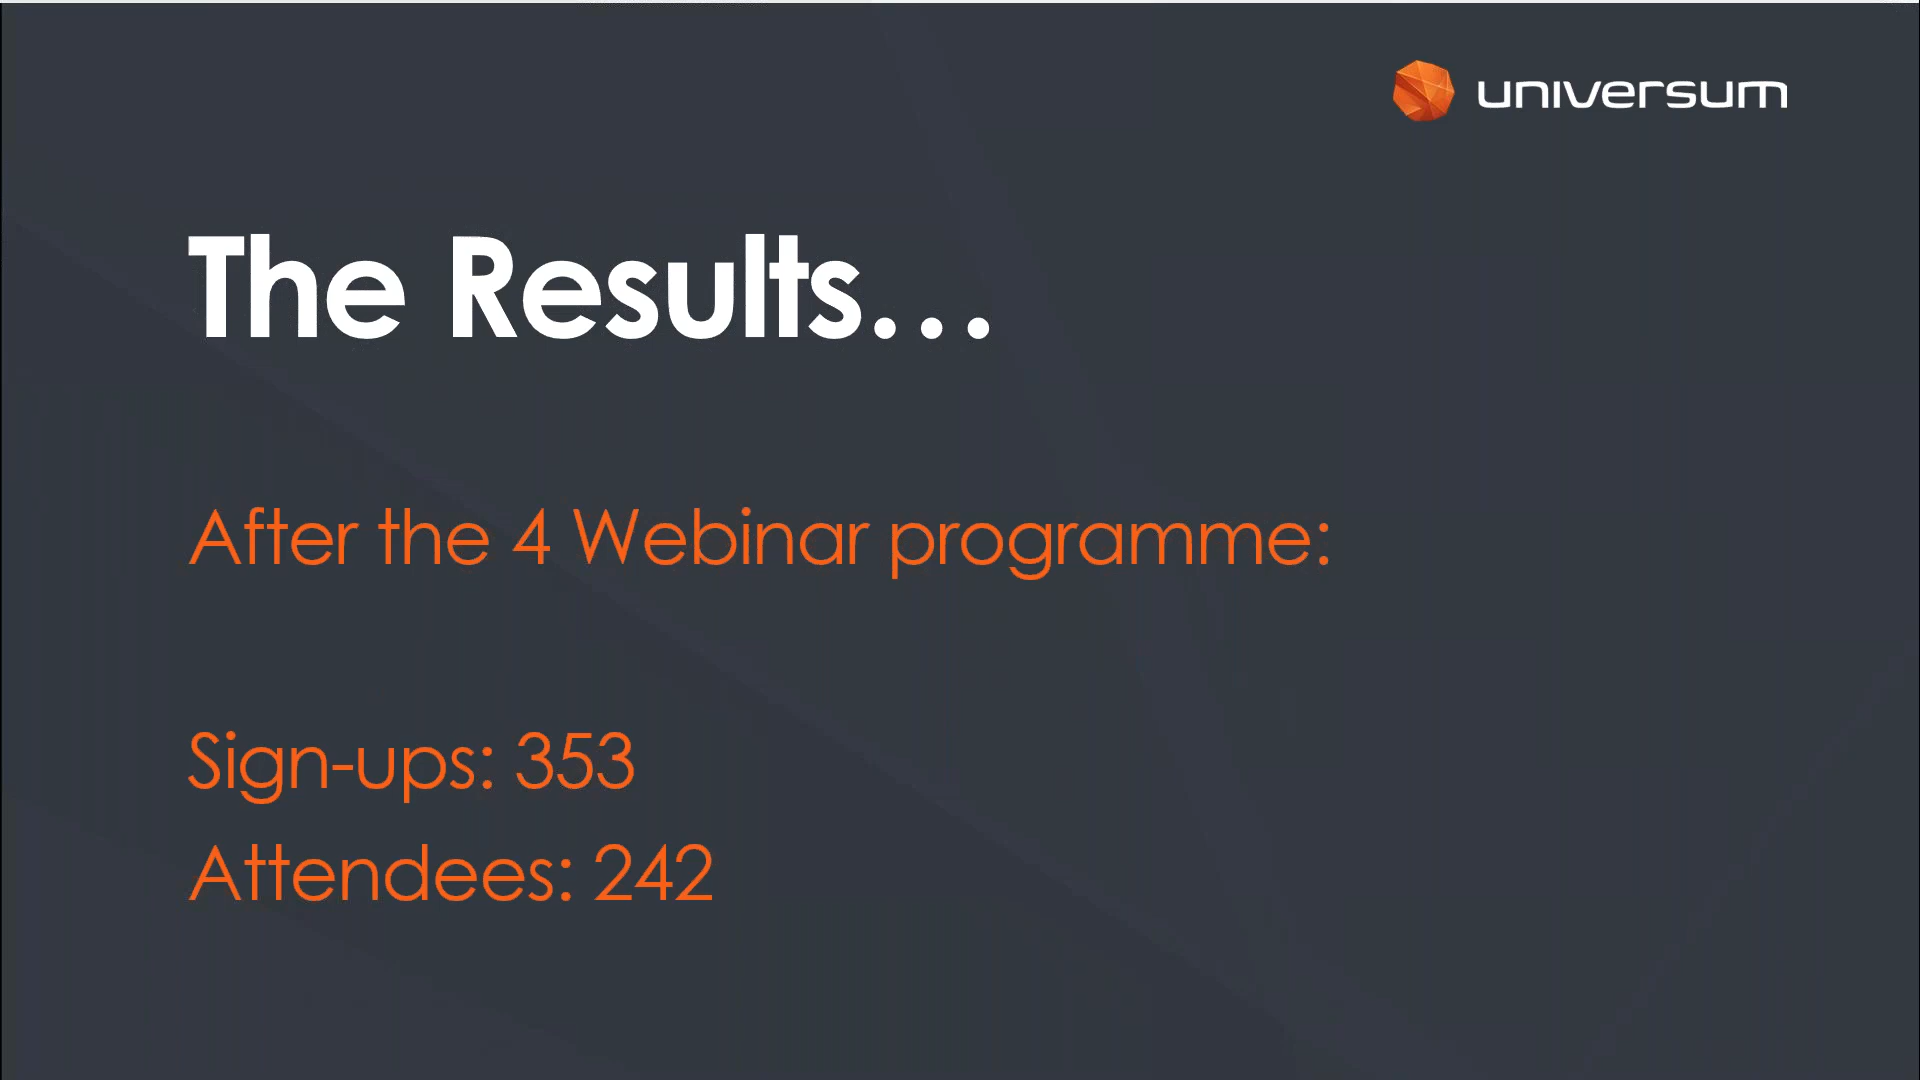 universum
The Results...
After the 4 Webinar programme:
Sign-ups: 353
Attendees: 242